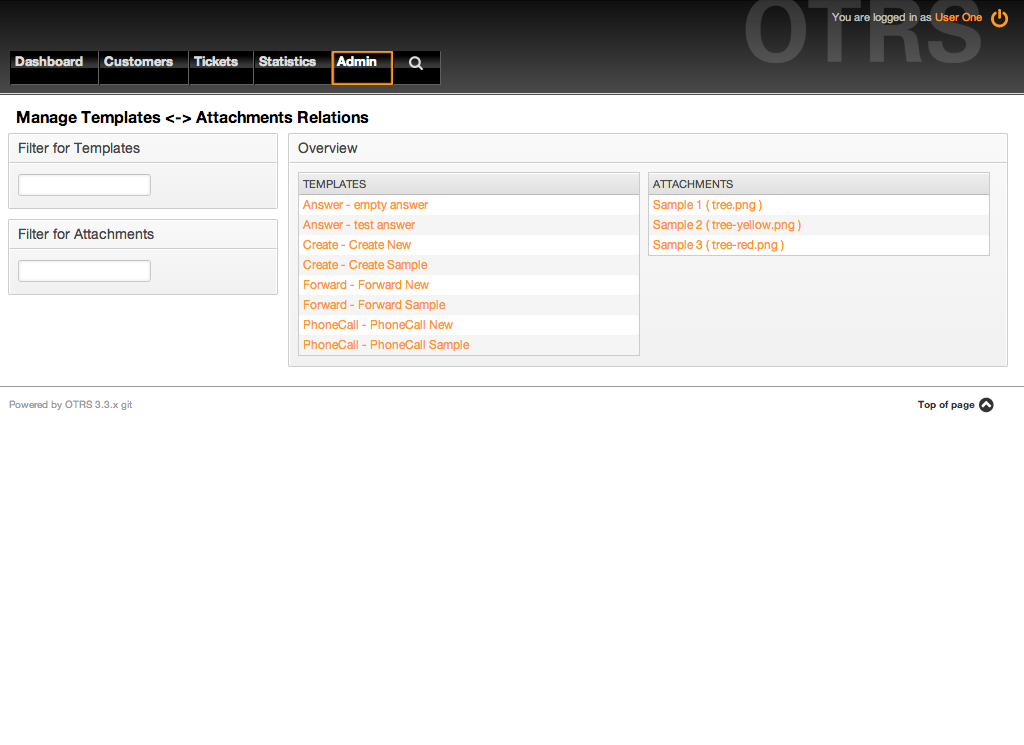 OTRS
You are logged in as User One
Dashboard Customers Tickets Statistics Admin
Manage Templates <-> Attachments Relations
Filter for Templates
Filter for Attachments
Overview
TEMPLATES
Answer - empty answer
Answer - test answer
Create - Create New
Create - Create Sample
Forward - Forward New
Forward - Forward Sample
PhoneCall - PhoneCall New
PhoneCall - PhoneCall Sample
ATTACHMENTS
Sample 1 ( tree.png )
Sample 2 ( tree-yellow.png )
Sample 3 ( tree-red.png )
Powered by OTRS 3.3.x git
Top of page